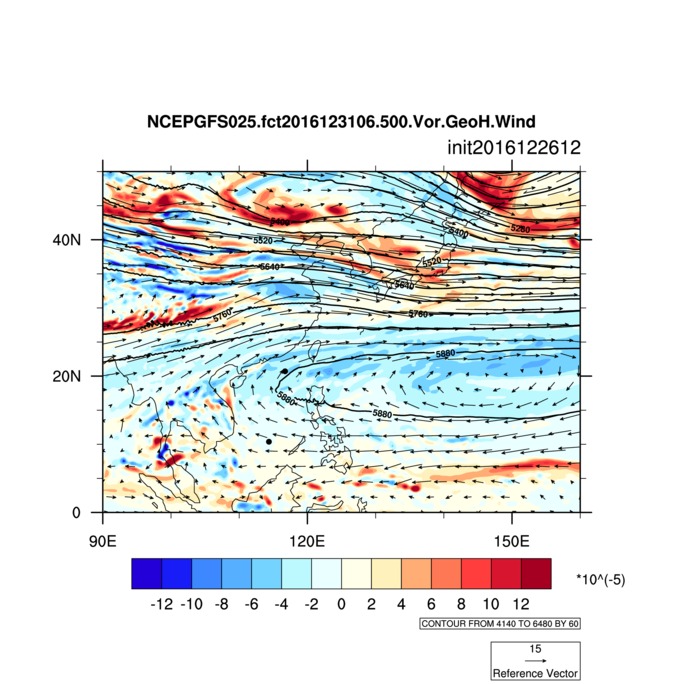 NCEPGFS025.fct2016123106.500.Vor.GeoH.Wind
init2016122612
5280
5400
5400
40N
5520
5520
5640
5640
5760
5760
5880
20N
5880
5880
0
90E 120E 150E
-12 -10 -8 -6 -4 -2 0 2 4 6 8 10 12 *10^(-5)
CONTOUR FROM 4140 TO 6480 BY 60
15
Reference Vector